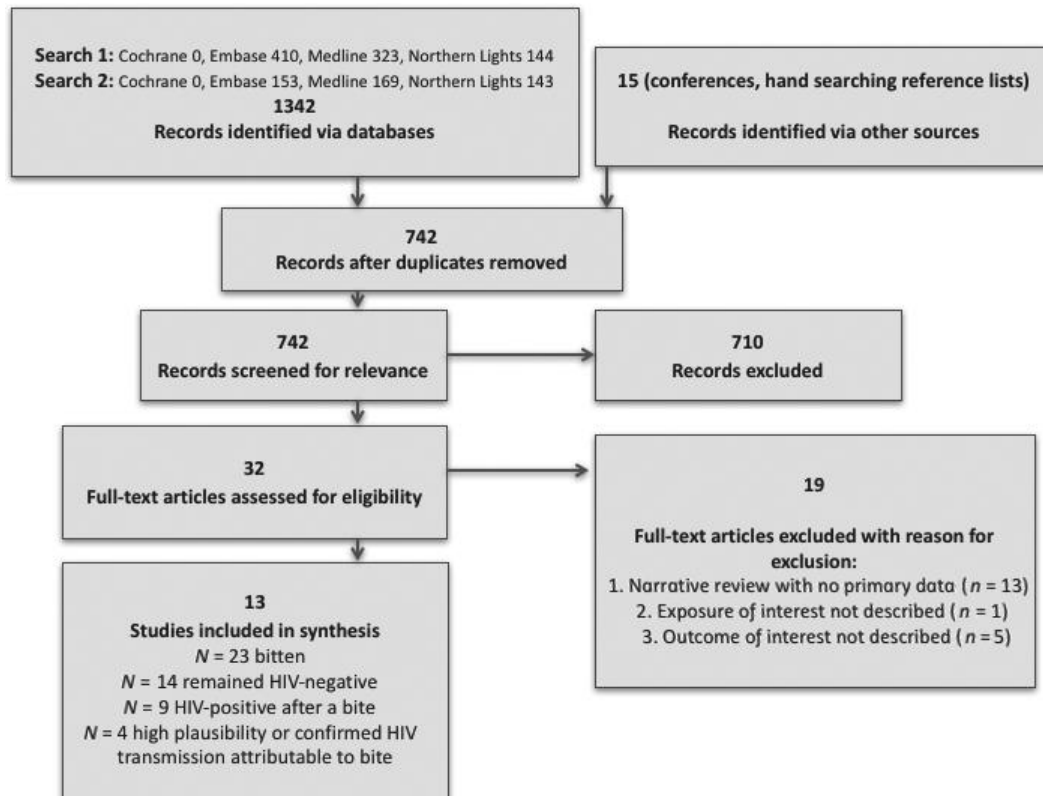 Search 1: Cochrane 0, Embase 410, Medline 323, Northern Lights 144
Search 2: Cochrane 0, Embase 153, Medline 169, Northern Lights 143
1342
Records identified via databases
15 (conferences, hand searching reference lists)
Records identified via other sources
742
Records after duplicates removed
742
Records screened for relevance
710
Records excluded
32
Full-text articles assessed for eligibility
19
Full-text articles excluded with reason for
exclusion:
1. Narrative review with no primary data (n = 13)
2. Exposure of interest not described (n = 1)
3. Outcome of interest not described (n = 5)
13
Studies included in synthesis
N = 23 bitten
N = 14 remained HIV-negative
N = 9 HIV-positive after a bite
N = 4 high plausibility or confirmed HIV
transmission attributable to bite